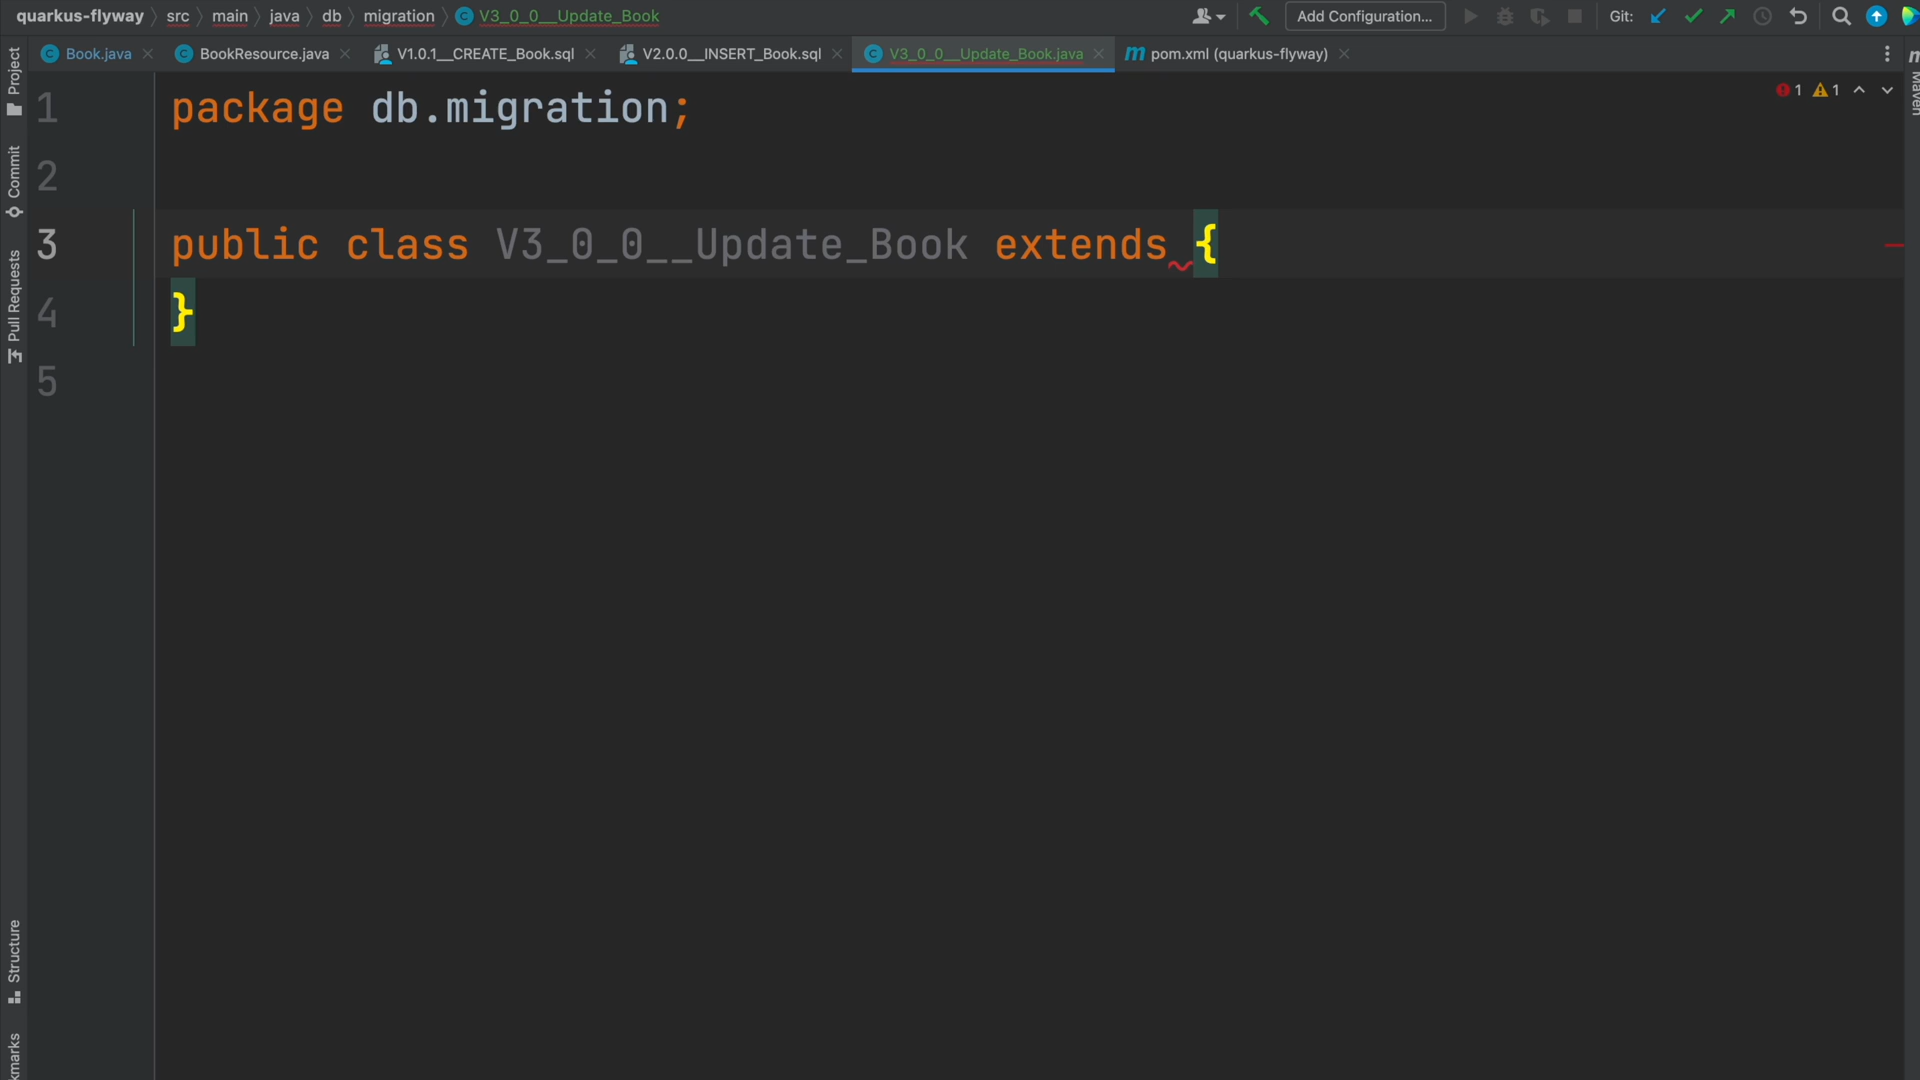 quarkus-flyway src main java db migration V3_0_0__Update_Book Add Configuration... Git:
Book.java BookResource.java V1.0.1__CREATE_Book.sql V2.0.0__INSERT_Book.sql V3_0_0__Update_Book.java pom.xml (quarkus-flyway)
1 package db.migration;
1 1
2
3 public class V3_0_0__Update_Book extends {
4 }
5
Project
Commit
Pull Requests
Structure
kmarks
Maven